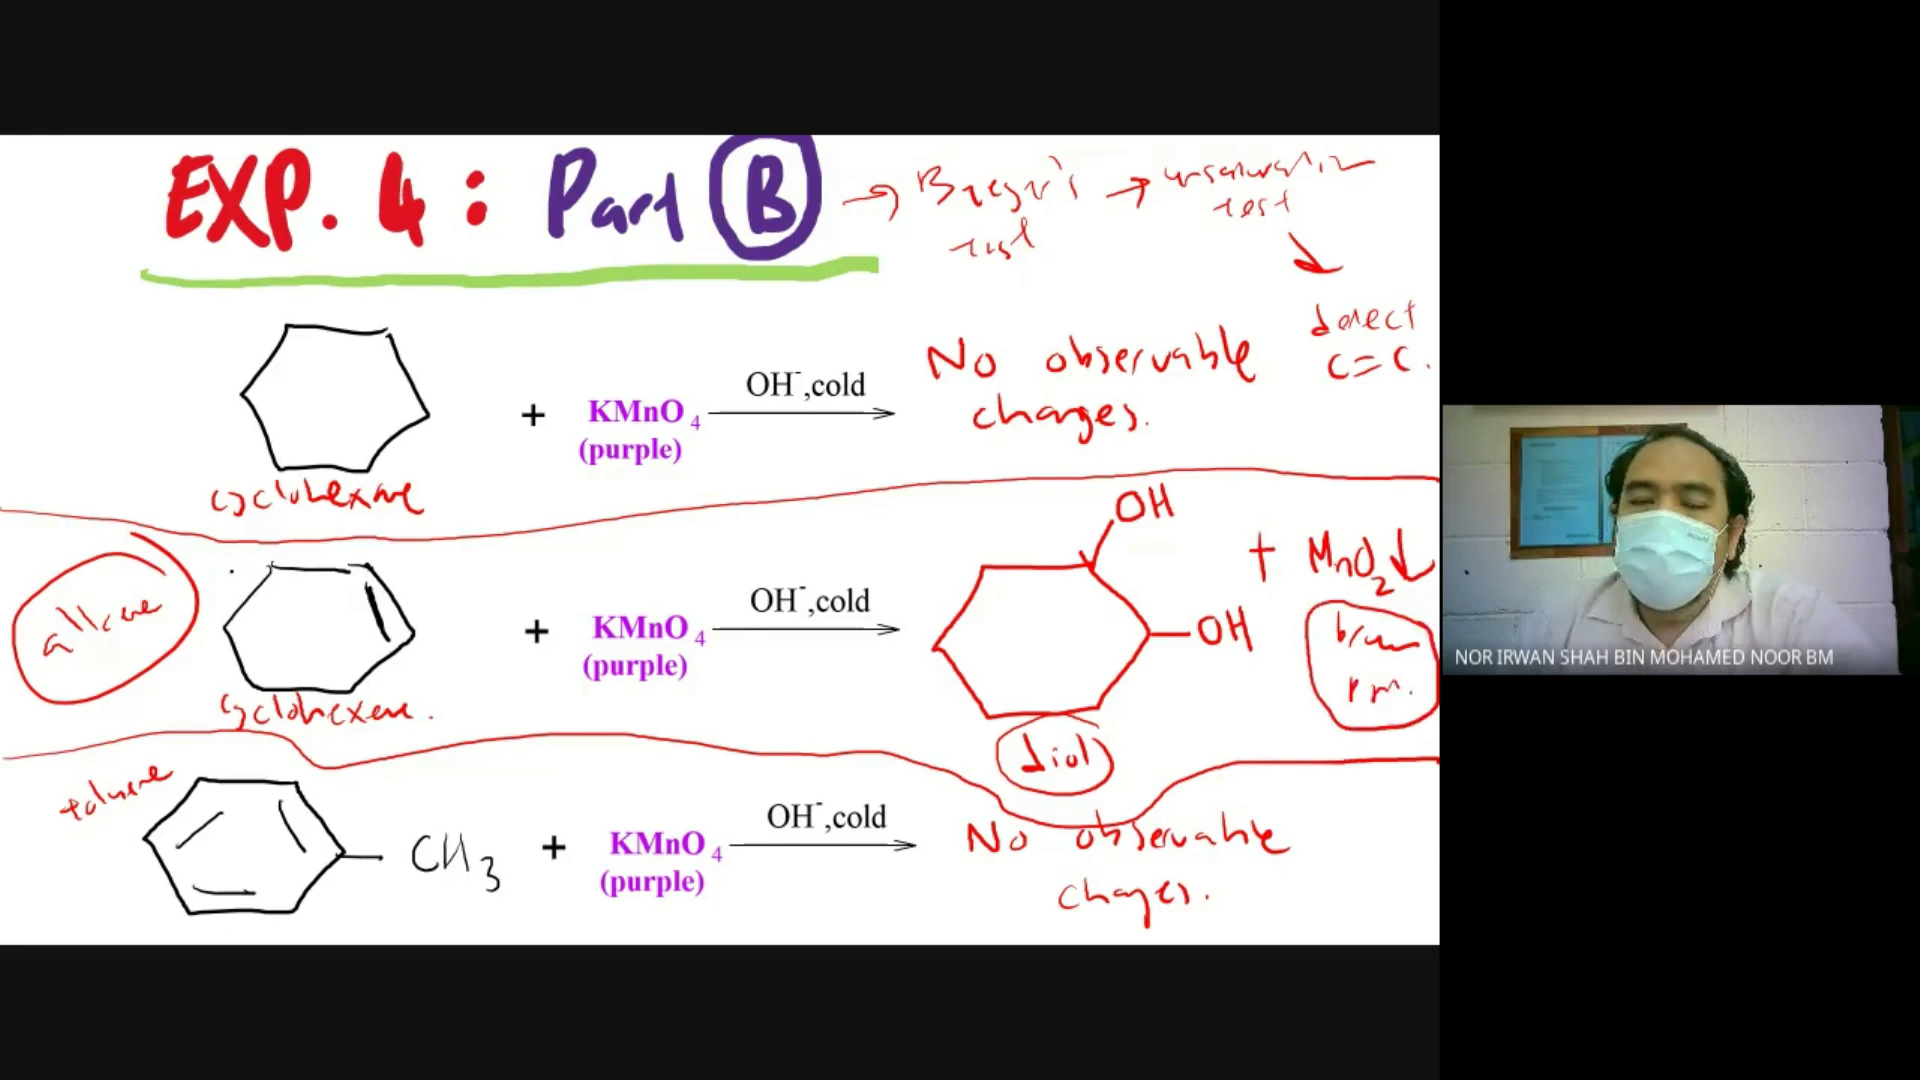 EXP. 4 : Part B → Baeyer's test → unsaturation test
detect
C=C.
+ KMnO4 (purple) OH-,cold
No observable
changes.
cyclohexane
alkene
+ KMnO4 (purple) OH-,cold
OH
OH
+ MnO2↓
brown
ppt.
cyclohexene.
diol
toluene
CH3 + KMnO4 (purple) OH-,cold
No observable
changes.
NOR IRWAN SHAH BIN MOHAMED NOOR BM